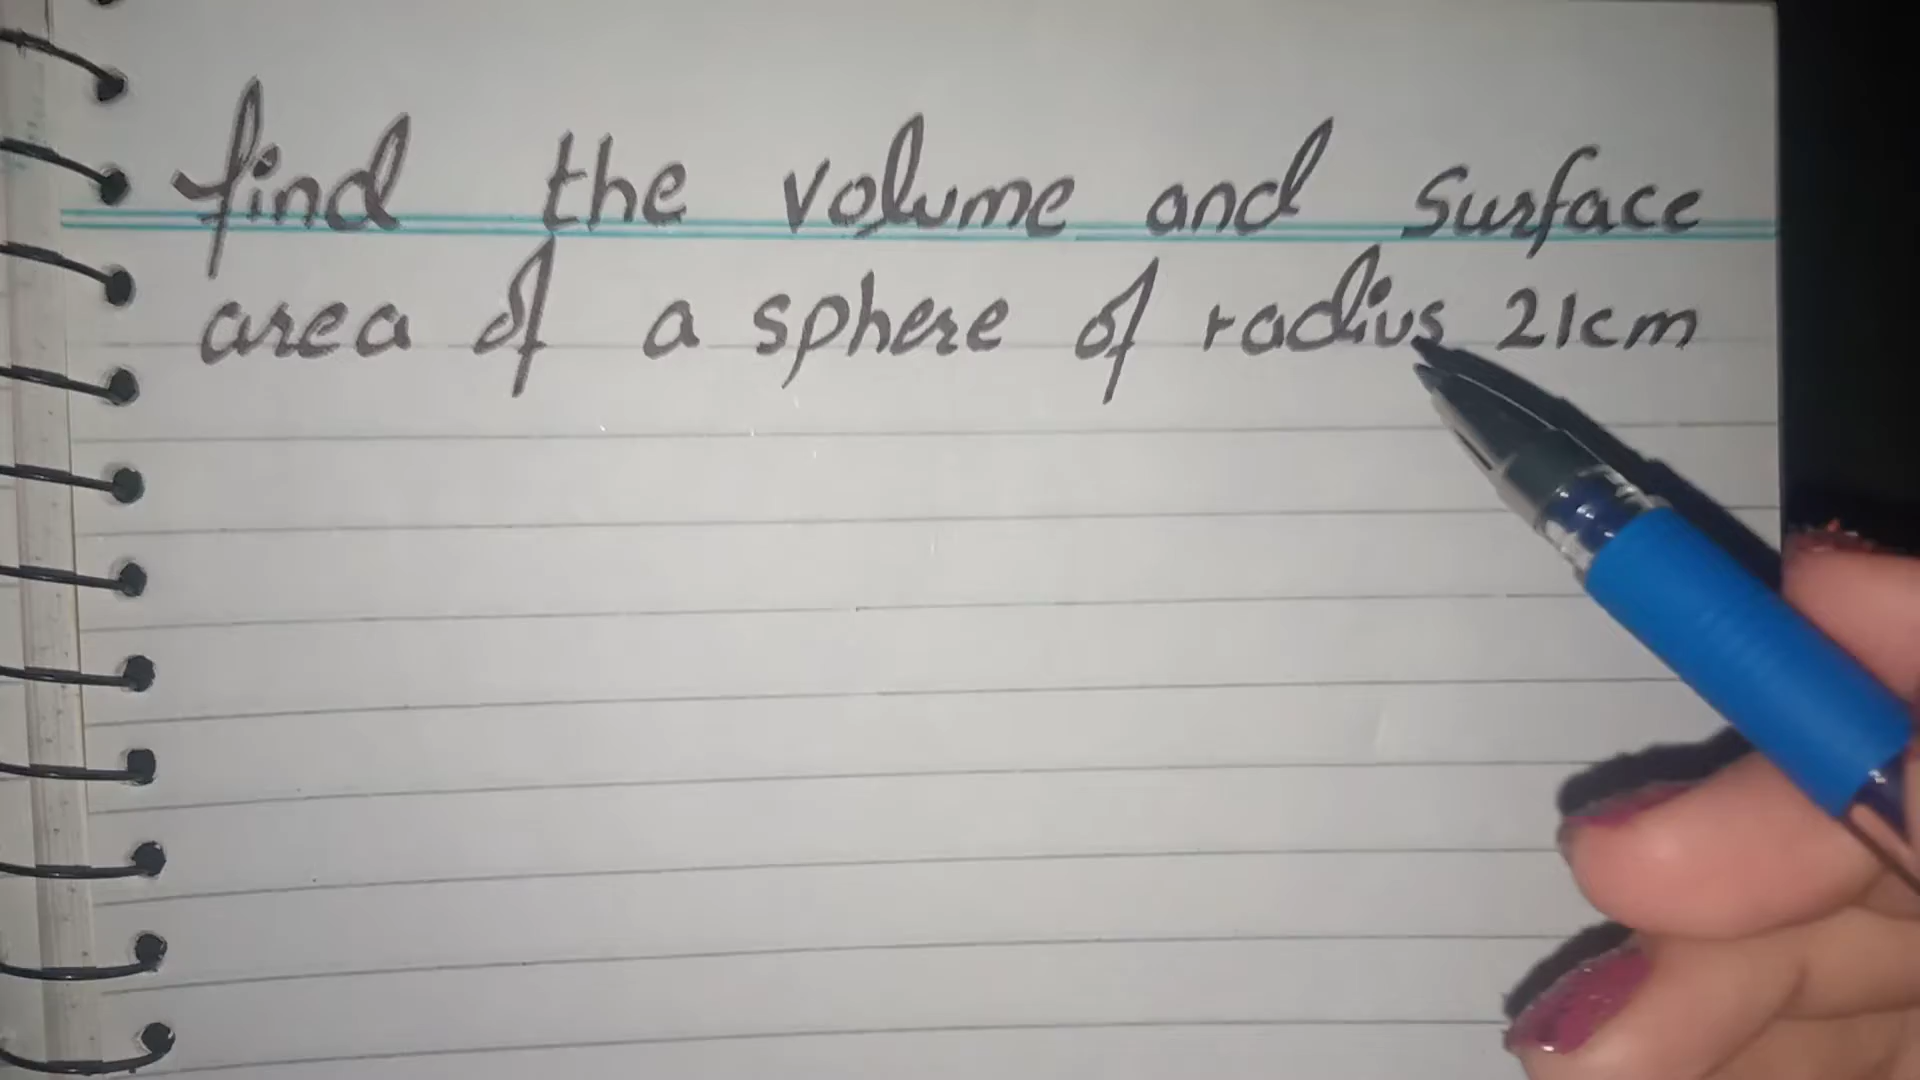 find the volume and surface
area of a sphere of radius 21cm